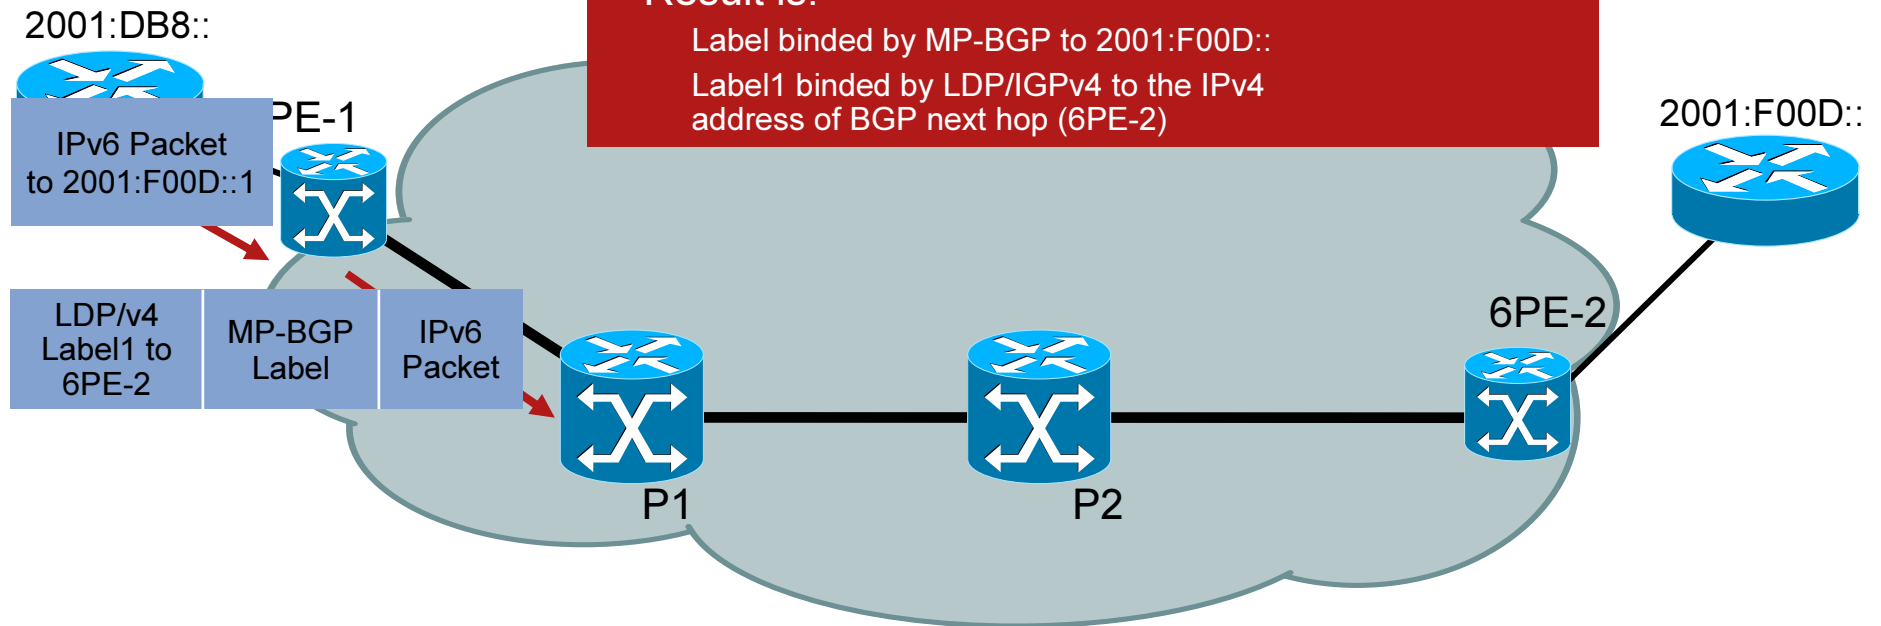 Result is:
2001:DB8::
Label binded by MP-BGP to 2001:F00D::
Label1 binded by LDP/IGPv4 to the IPv4
address of BGP next hop (6PE-2)
2001:F00D::
PE-1
IPv6 Packet
to 2001:F00D::1
LDP/v4
Label1 to
6PE-2
MP-BGP
Label
IPv6
Packet
6PE-2
P1
P2